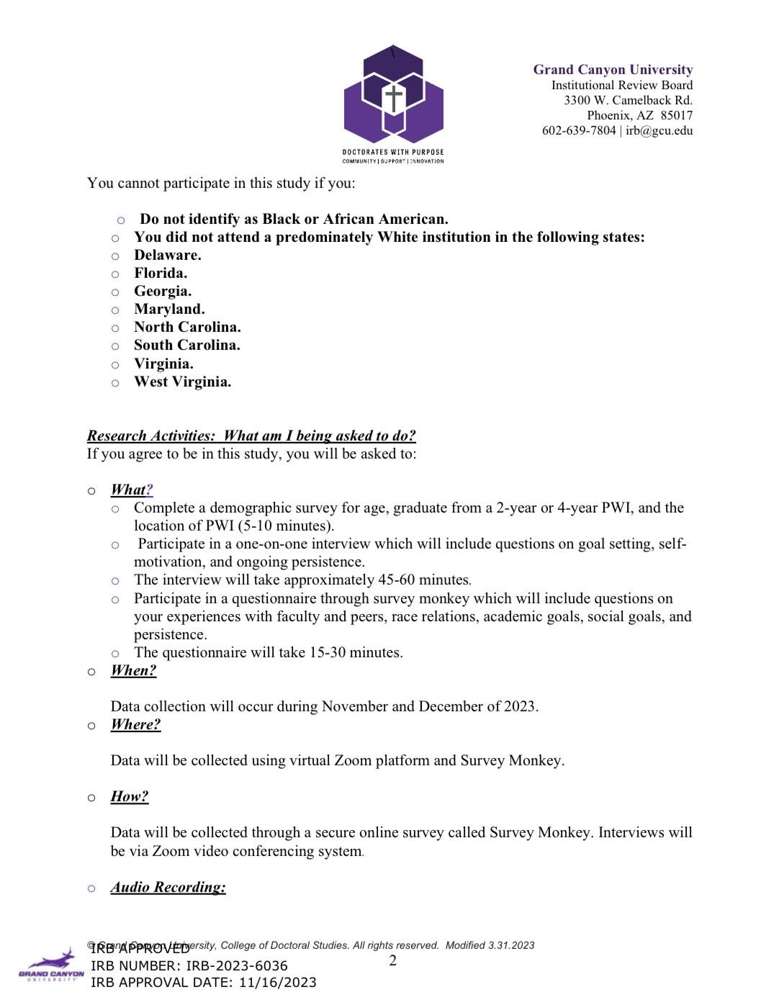 Grand Canyon University
Institutional Review Board
3300 W. Camelback Rd.
Phoenix, AZ  85017
602-639-7804 | irb@gcu.edu
DOCTORATES WITH PURPOSE
COMMUNITY | SUPPORT | INNOVATION
You cannot participate in this study if you:
o Do not identify as Black or African American.
o You did not attend a predominately White institution in the following states:
o Delaware.
o Florida.
o Georgia.
o Maryland.
o North Carolina.
o South Carolina.
o Virginia.
o West Virginia.
Research Activities:  What am I being asked to do?
If you agree to be in this study, you will be asked to:
o What?
o Complete a demographic survey for age, graduate from a 2-year or 4-year PWI, and the
location of PWI (5-10 minutes).
o Participate in a one-on-one interview which will include questions on goal setting, self-
motivation, and ongoing persistence.
o The interview will take approximately 45-60 minutes.
o Participate in a questionnaire through survey monkey which will include questions on
your experiences with faculty and peers, race relations, academic goals, social goals, and
persistence.
o The questionnaire will take 15-30 minutes.
o When?
Data collection will occur during November and December of 2023.
o Where?
Data will be collected using virtual Zoom platform and Survey Monkey.
o How?
Data will be collected through a secure online survey called Survey Monkey. Interviews will
be via Zoom video conferencing system.
o Audio Recording:
© Grand Canyon University, College of Doctoral Studies. All rights reserved.  Modified 3.31.2023
IRB APPROVED
2
IRB NUMBER: IRB-2023-6036
IRB APPROVAL DATE: 11/16/2023
GRAND CANYON
UNIVERSITY